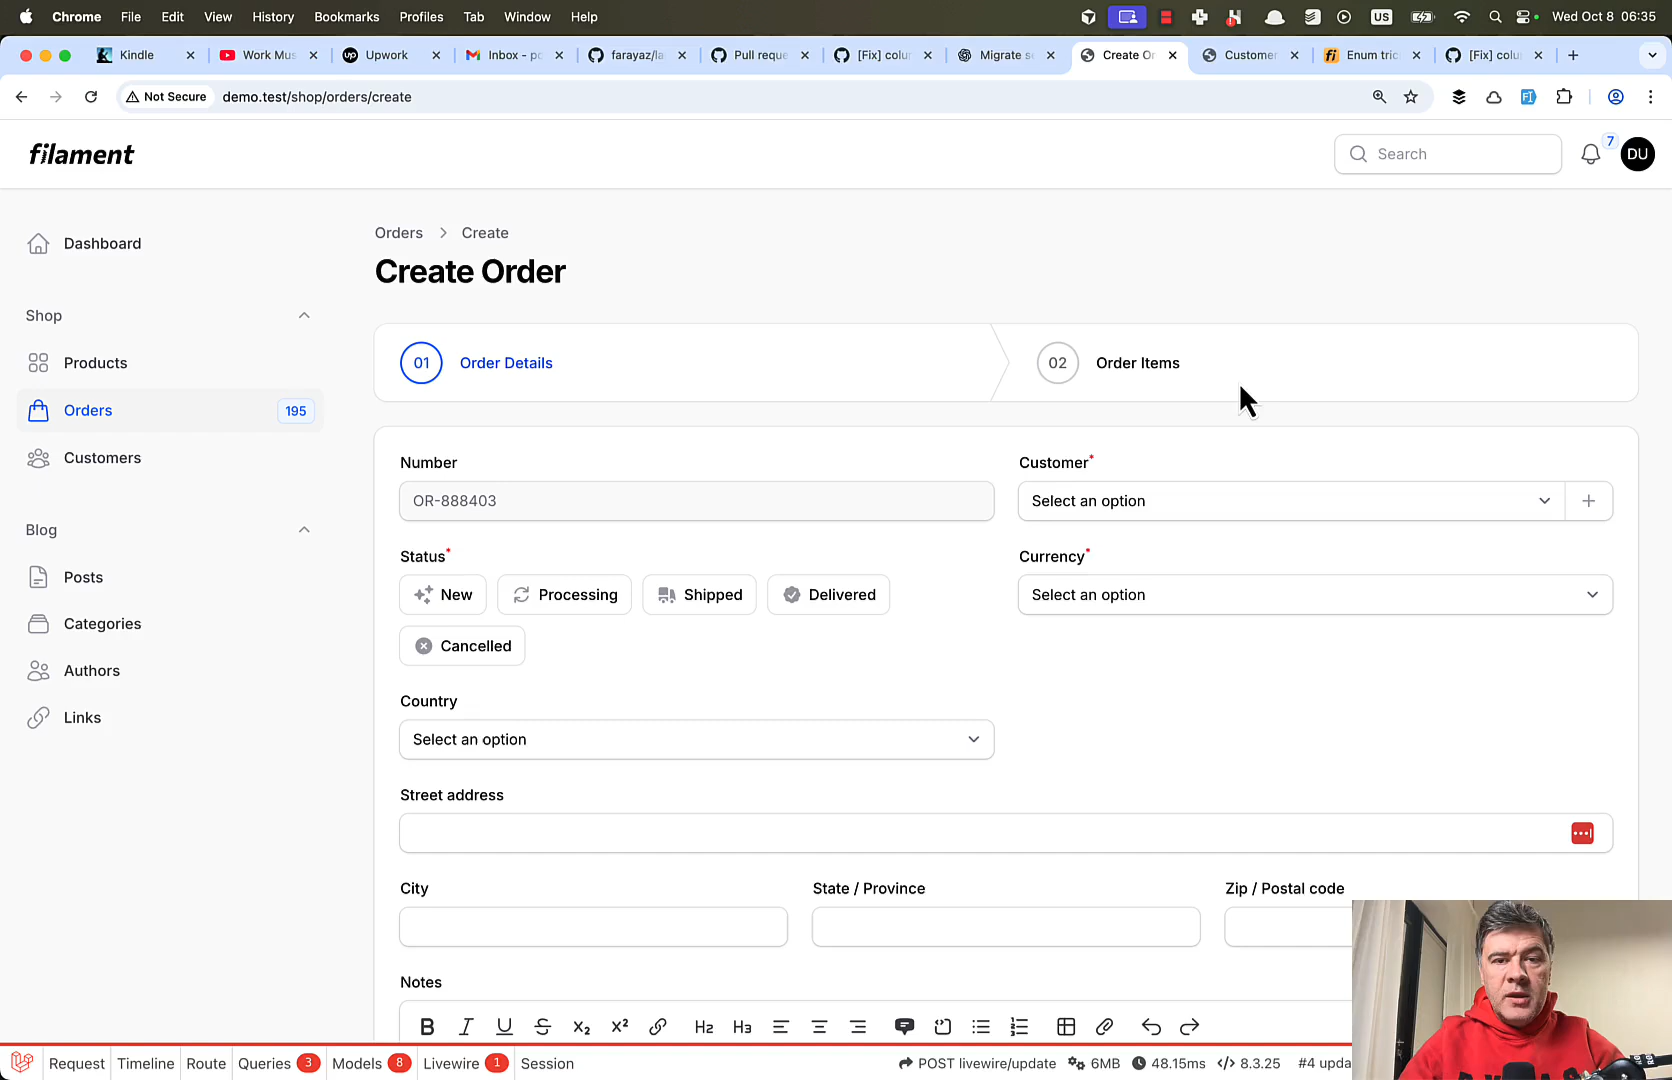 Chrome File Edit View History Bookmarks Profiles Tab Window Help US Wed Oct 8 06:35
Kindle Work Mus Upwork Inbox - pc farayaz/la Pull reque [Fix] colur Migrate se Create Or Customer Enum tric [Fix] colu
Not Secure demo.test/shop/orders/create
filament Search 7 DU
Dashboard
Shop
Products
Orders 195
Customers
Blog
Posts
Categories
Authors
Links
Orders > Create
Create Order
01 Order Details 02 Order Items
Number Customer*
OR-888403 Select an option
Status* Currency*
New Processing Shipped Delivered Select an option
Cancelled
Country
Select an option
Street address
City State / Province Zip / Postal code
Notes
B I U S X₂ X² H2 H3
Request Timeline Route Queries 3 Models 8 Livewire 1 Session POST livewire/update 6MB 48.15ms 8.3.25 #4 upda